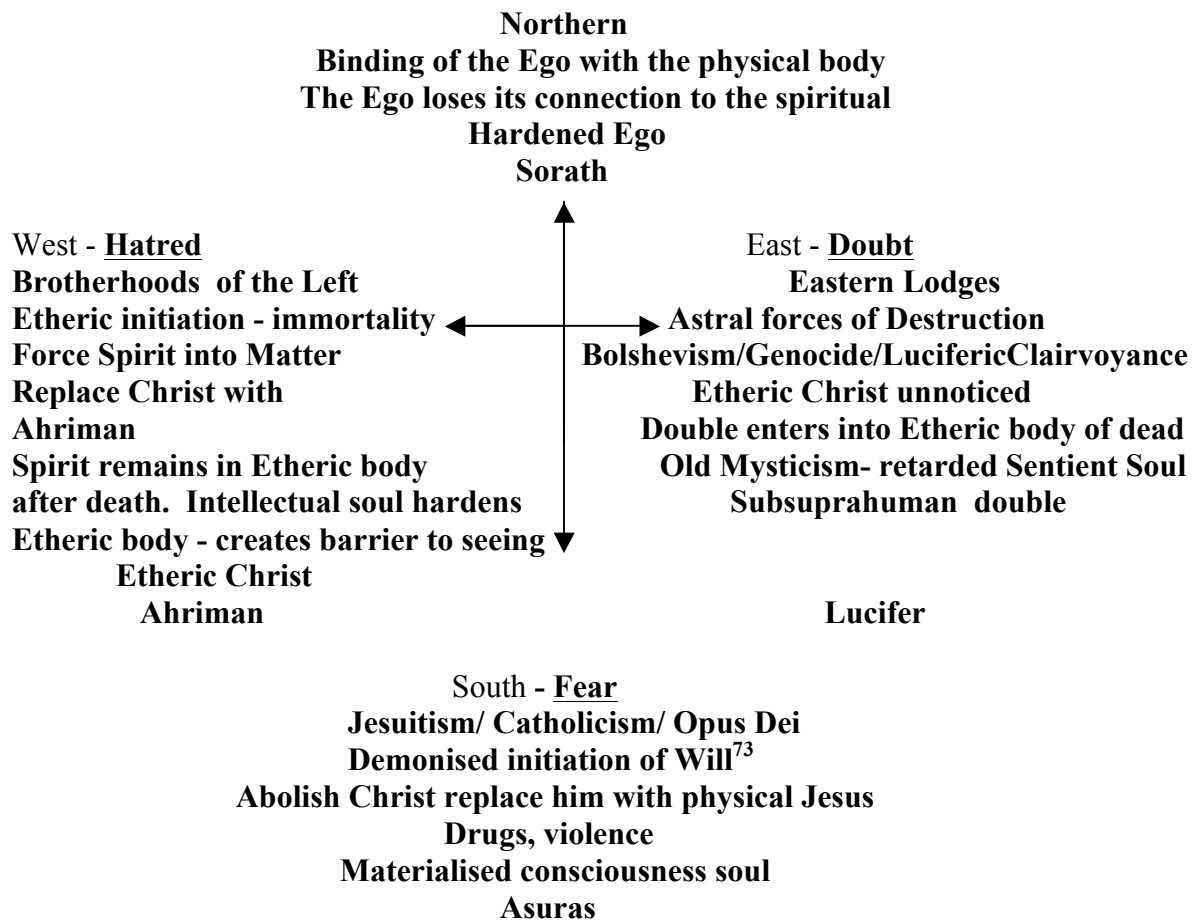 Northern
Binding of the Ego with the physical body
The Ego loses its connection to the spiritual
Hardened Ego
Sorath
West - Hatred
Brotherhoods of the Left
Etheric initiation - immortality
Force Spirit into Matter
Replace Christ with
Ahriman
Spirit remains in Etheric body
after death. Intellectual soul hardens
Etheric body - creates barrier to seeing
Etheric Christ
Ahriman
East - Doubt
Eastern Lodges
Astral forces of Destruction
Bolshevism/Genocide/LucifericClairvoyance
Etheric Christ unnoticed
Double enters into Etheric body of dead
Old Mysticism- retarded Sentient Soul
Subsuprahuman double
Lucifer
South - Fear
Jesuitism/ Catholicism/ Opus Dei
Demonised initiation of Will73
Abolish Christ replace him with physical Jesus
Drugs, violence
Materialised consciousness soul
Asuras